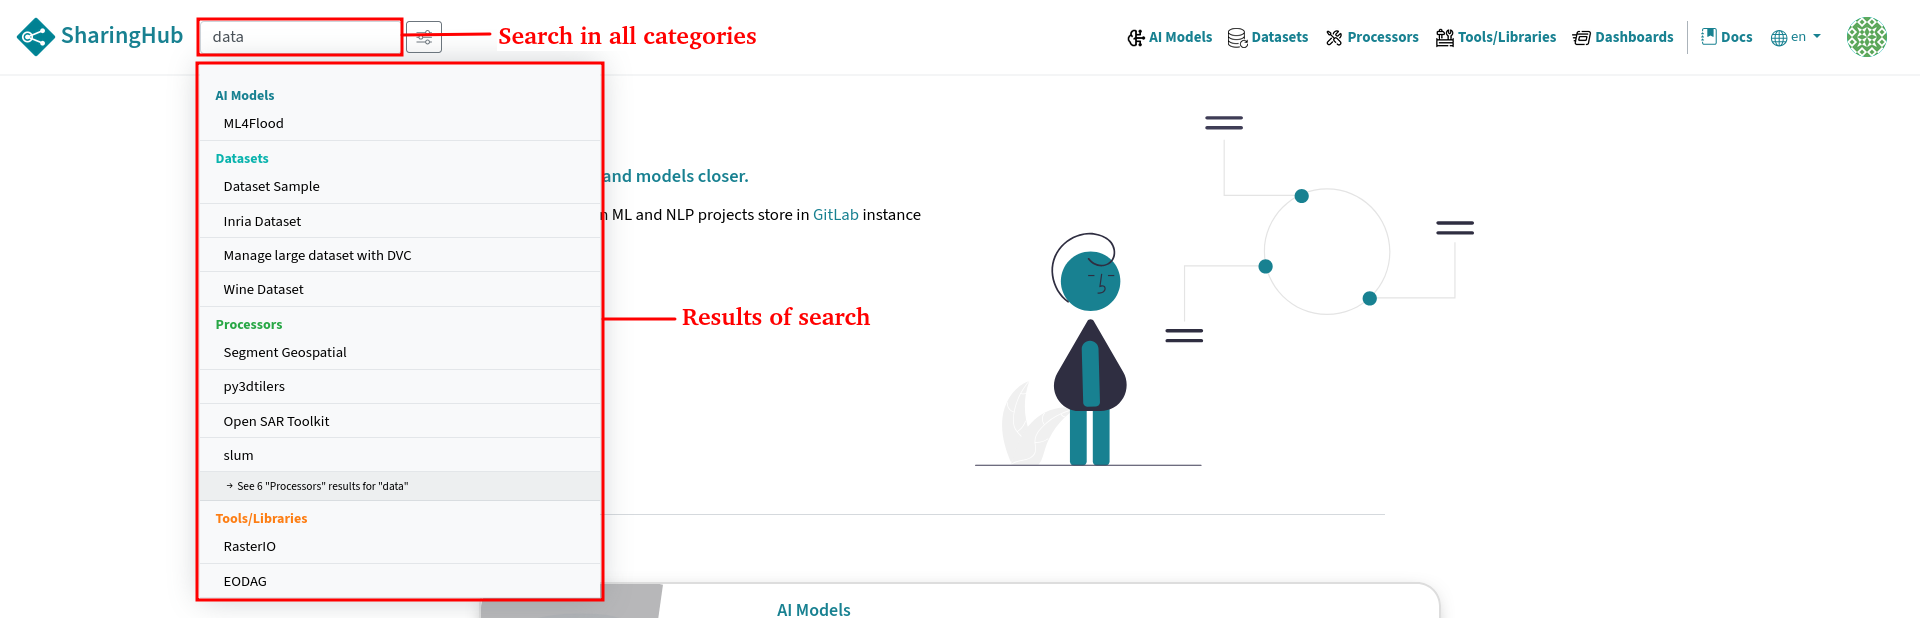 SharingHub
data
Search in all categories
AI Models
Datasets
Processors
Tools/Libraries
Dashboards
Docs
en
AI Models
ML4Flood
Datasets
Dataset Sample
Inria Dataset
Manage large dataset with DVC
Wine Dataset
Processors
Segment Geospatial
py3dtilers
Open SAR Toolkit
slum
→ See 6 "Processors" results for "data"
Tools/Libraries
RasterIO
EODAG
and models closer.
ML and NLP projects store in GitLab instance
Results of search
AI Models